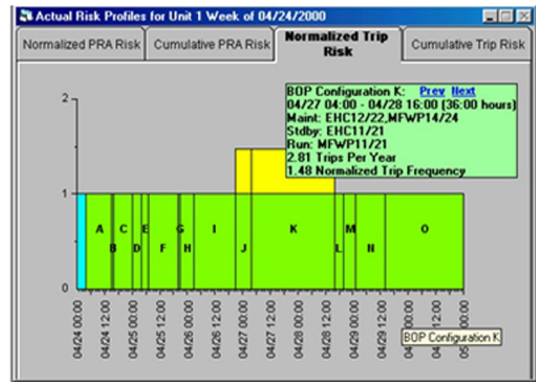 Actual Risk Profiles for Unit 1 Week of 04/24/2000
Normalized PRA Risk
Cumulative PRA Risk
Normalized Trip
Risk
Cumulative Trip Risk
BOP Configuration K: Prev Next
04/27 04:00 - 04/28 16:00 (36:00 hours)
Maint: EHC12/22,MFWP14/24
Stdby: EHC11/21
Run: MFWP11/21
2.81 Trips Per Year
1.48 Normalized Trip Frequency
2
1
0
A C E G I K M O
B D F H J L N
04/24 00:00
04/24 12:00
04/25 00:00
04/25 12:00
04/26 00:00
04/26 12:00
04/27 00:00
04/27 12:00
04/28 00:00
04/28 12:00
04/29 00:00
04/29 12:00
BOP Configuration K